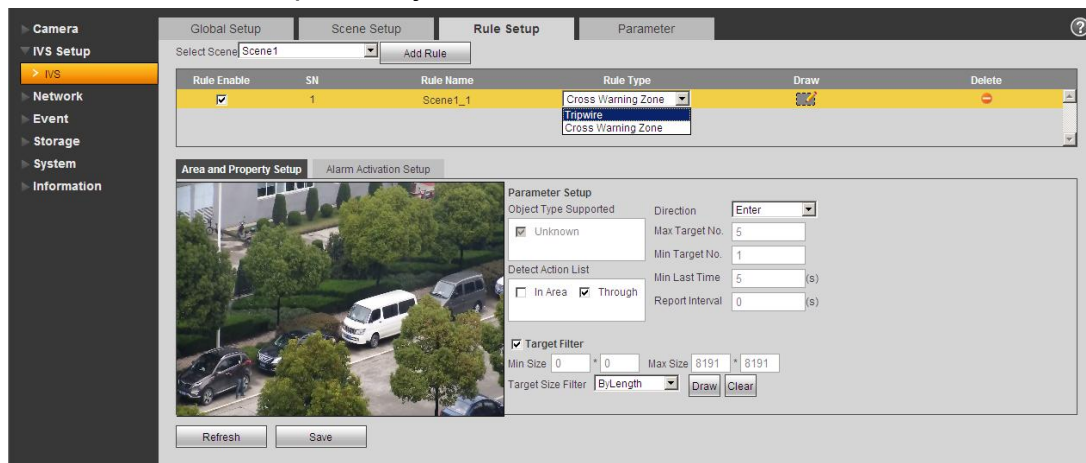 Camera
IVS Setup
> IVS
Network
Event
Storage
System
Information
Global Setup Scene Setup Rule Setup Parameter ?
Select Scene Scene1 Add Rule
Rule Enable SN Rule Name Rule Type Draw Delete
1 Scene1_1 Cross Warning Zone
Tripwire
Cross Warning Zone
Area and Property Setup Alarm Activation Setup
Parameter Setup
Object Type Supported
Unknown
Detect Action List
In Area Through
Direction Enter
Max Target No. 5
Min Target No. 1
Min Last Time 5 (s)
Report Interval 0 (s)
Target Filter
Min Size 0 * 0 Max Size 8191 * 8191
Target Size Filter ByLength Draw Clear
Refresh Save